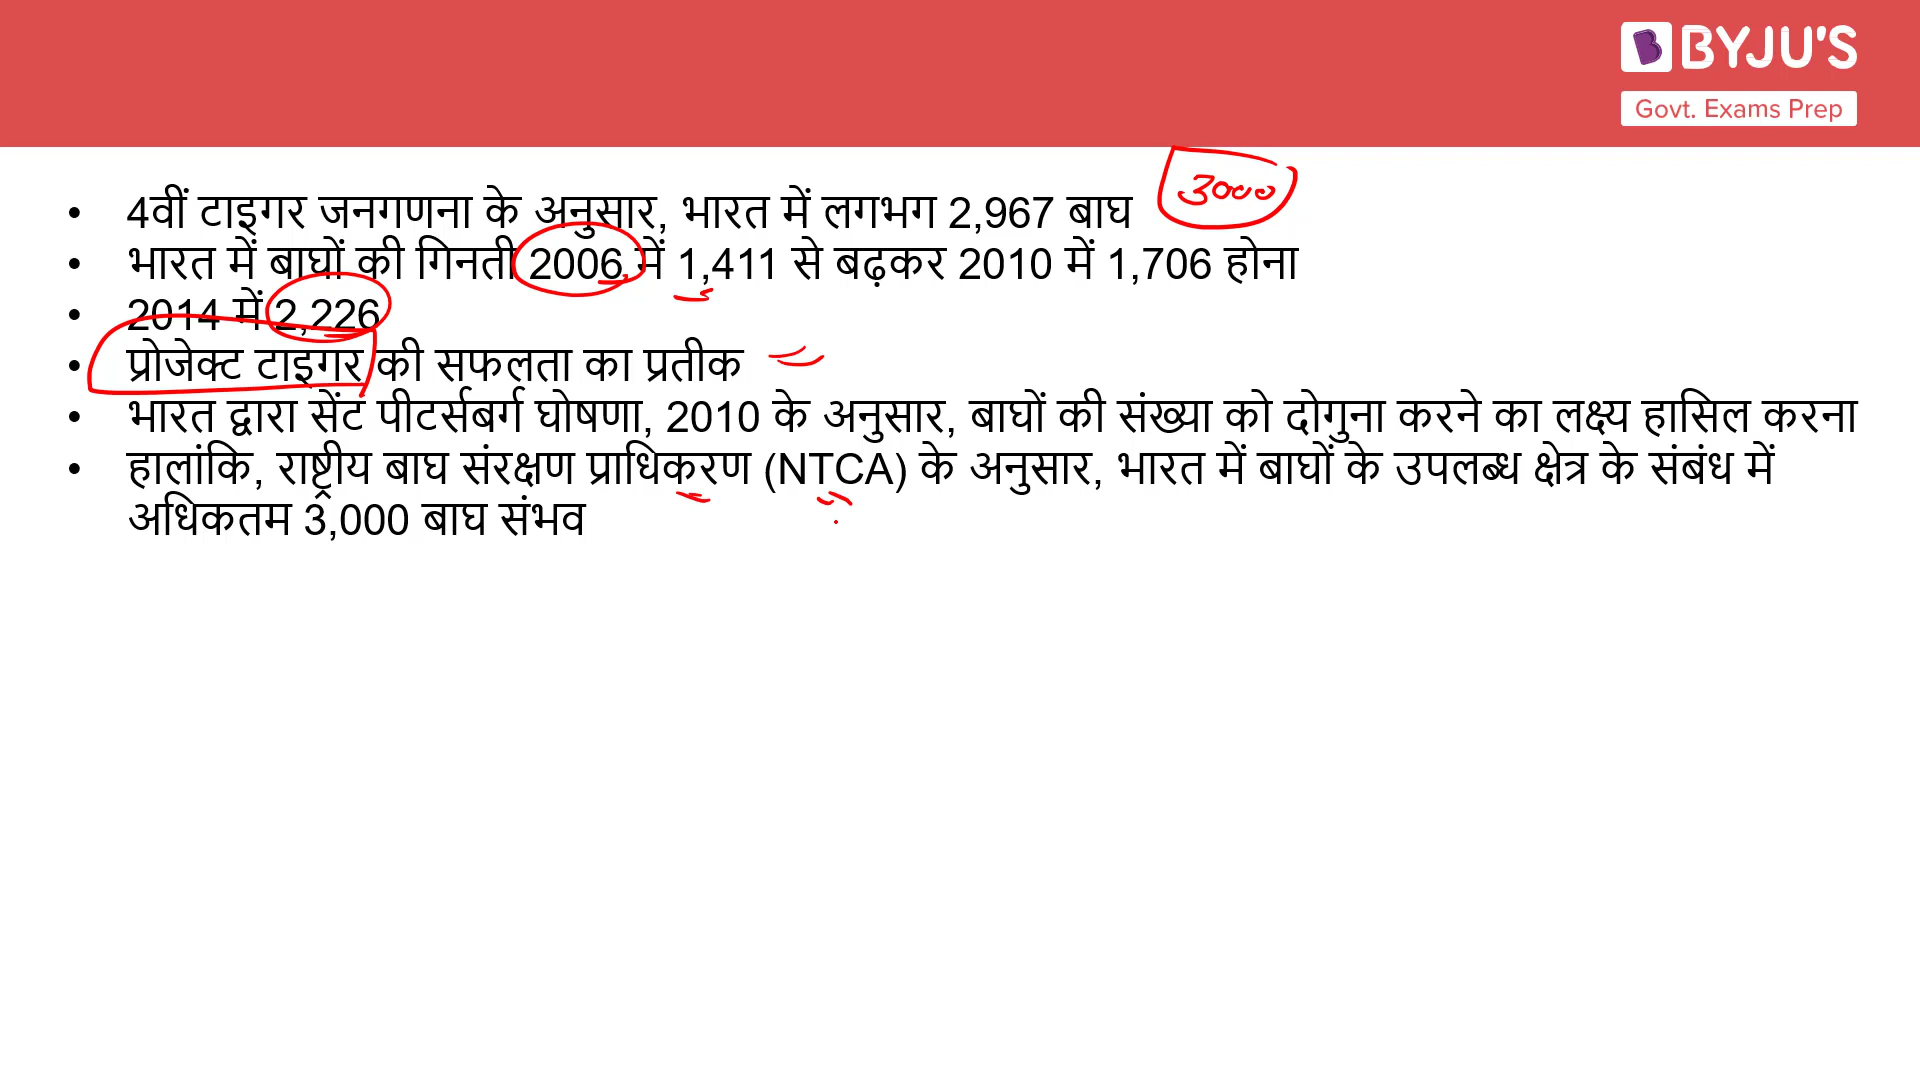 BYJU'S
Govt. Exams Prep
3000
• 4वीं टाइगर जनगणना के अनुसार, भारत में लगभग 2,967 बाघ
• भारत में बाघों की गिनती 2006 में 1,411 से बढ़कर 2010 में 1,706 होना
• 2014 में 2,226
• प्रोजेक्ट टाइगर की सफलता का प्रतीक
• भारत द्वारा सेंट पीटर्सबर्ग घोषणा, 2010 के अनुसार, बाघों की संख्या को दोगुना करने का लक्ष्य हासिल करना
• हालांकि, राष्ट्रीय बाघ संरक्षण प्राधिकरण (NTCA) के अनुसार, भारत में बाघों के उपलब्ध क्षेत्र के संबंध में
अधिकतम 3,000 बाघ संभव